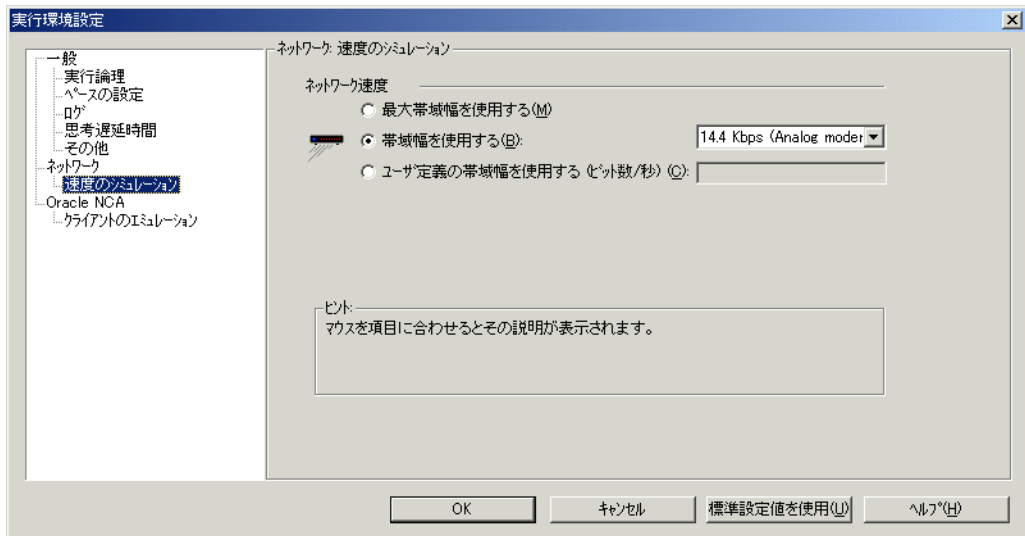 実行環境設定
一般
実行論理
ペースの設定
ログ
思考遅延時間
その他
ネットワーク
速度のシミュレーション
Oracle NCA
クライアントのエミュレーション
ネットワーク: 速度のシミュレーション
ネットワーク速度
最大帯域幅を使用する(M)
帯域幅を使用する(B):
14.4 Kbps (Analog moder
ユーザ定義の帯域幅を使用する (ビット数/秒) (C):
ヒント:
マウスを項目に合わせるとその説明が表示されます。
OK
キャンセル
標準設定値を使用(U)
ヘルプ(H)